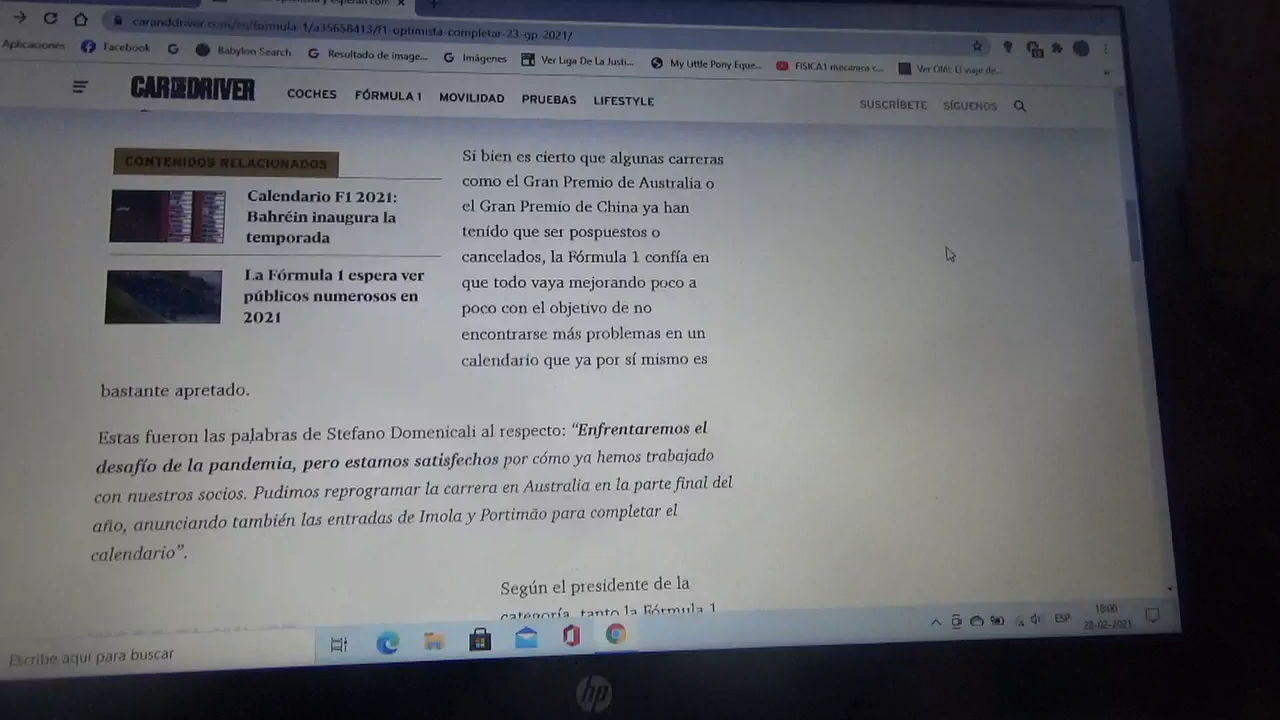 caranddriver.com/es/formula-1/a35658413/f1-optimista-completar-23-gp-2021/
Aplicaciones Facebook Babylon Search Resultado de image... Imágenes Ver Liga De La Justi... My Little Pony Eque... FISICA1 mecanica c... Ver OMI: El viaje de...
CAR AND DRIVER COCHES FÓRMULA 1 MOVILIDAD PRUEBAS LIFESTYLE SUSCRÍBETE SÍGUENOS
CONTENIDOS RELACIONADOS
Calendario F1 2021:
Bahréin inaugura la
temporada
La Fórmula 1 espera ver
públicos numerosos en
2021
Si bien es cierto que algunas carreras
como el Gran Premio de Australia o
el Gran Premio de China ya han
tenido que ser pospuestos o
cancelados, la Fórmula 1 confía en
que todo vaya mejorando poco a
poco con el objetivo de no
encontrarse más problemas en un
calendario que ya por sí mismo es
bastante apretado.
Estas fueron las palabras de Stefano Domenicali al respecto: “Enfrentaremos el
desafío de la pandemia, pero estamos satisfechos por cómo ya hemos trabajado
con nuestros socios. Pudimos reprogramar la carrera en Australia en la parte final del
año, anunciando también las entradas de Imola y Portimão para completar el
calendario”.
Según el presidente de la
categoría, tanto la Fórmula 1
Escribe aquí para buscar
ESP
18:00
28-02-2021
hp